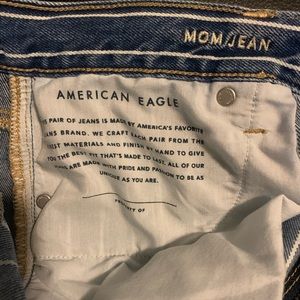 MOM JEAN
AMERICAN EAGLE
PAIR OF JEANS IS MADE BY AMERICA'S FAVORITE
JEANS BRAND. WE CRAFT EACH PAIR FROM THE
MATERIALS AND FINISH BY HAND TO GIVE
YOU THE BEST FIT THAT'S MADE TO LAST. ALL OF OUR
ARE MADE WITH PRIDE AND PASSION TO BE AS
UNIQUE AS YOU ARE.
PROPERTY OF